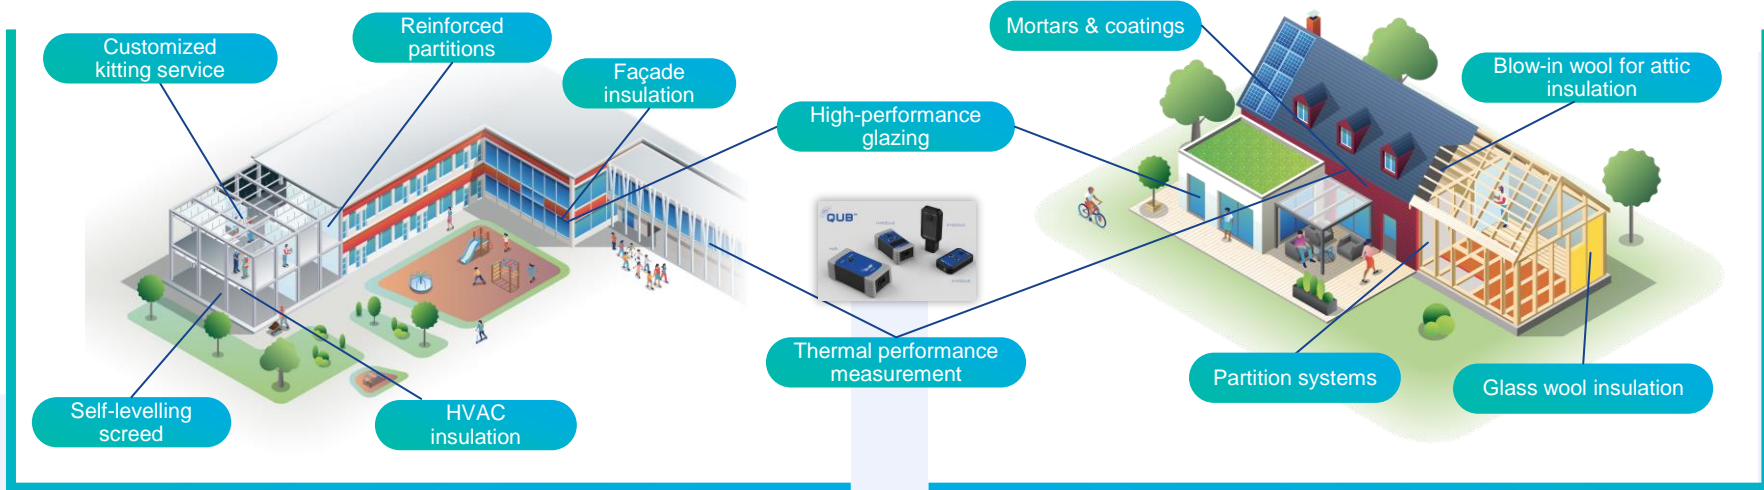 Customized
kitting service
Reinforced
partitions
Façade
insulation
High-performance
glazing
Mortars & coatings
Blow-in wool for attic
insulation
QUB™
Thermal performance
measurement
Self-levelling
screed
HVAC
insulation
Partition systems
Glass wool insulation